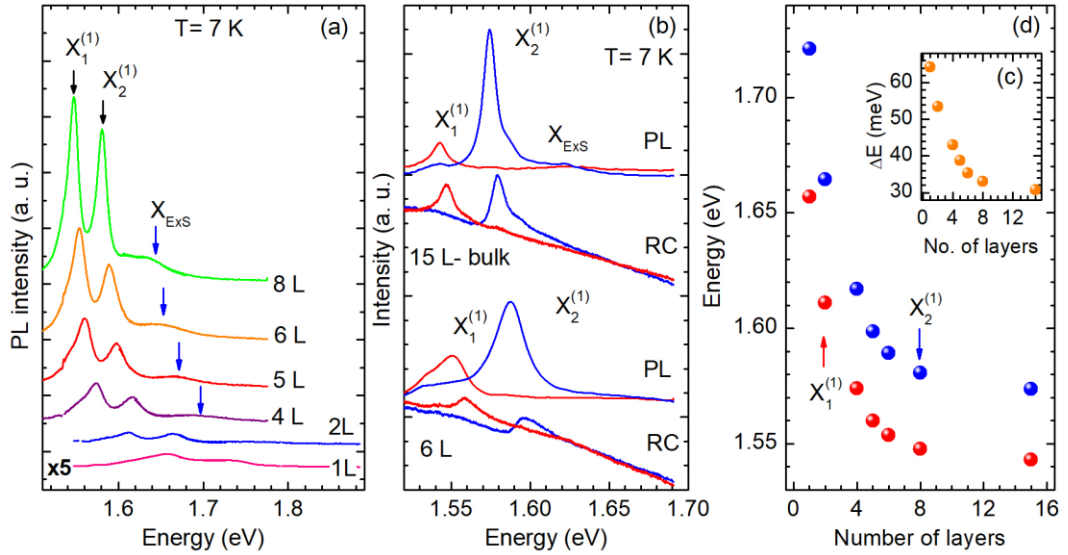 (a)
T= 7 K
X₁⁽¹⁾
X₂⁽¹⁾
X_ExS
8 L
6 L
5 L
4 L
2L
1L
x5
PL intensity (a. u.)
1.6
1.7
1.8
Energy (eV)
(b)
X₂⁽¹⁾
T= 7 K
X₁⁽¹⁾
X_ExS
PL
RC
15 L- bulk
X₁⁽¹⁾
X₂⁽¹⁾
PL
RC
6 L
Intensity (a. u.)
1.55
1.60
1.65
1.70
Energy (eV)
(d)
1.70
1.65
1.60
1.55
Energy (eV)
X₁⁽¹⁾
X₂⁽¹⁾
0
4
8
12
16
Number of layers
(c)
60
50
40
30
ΔE (meV)
0
4
8
12
No. of layers